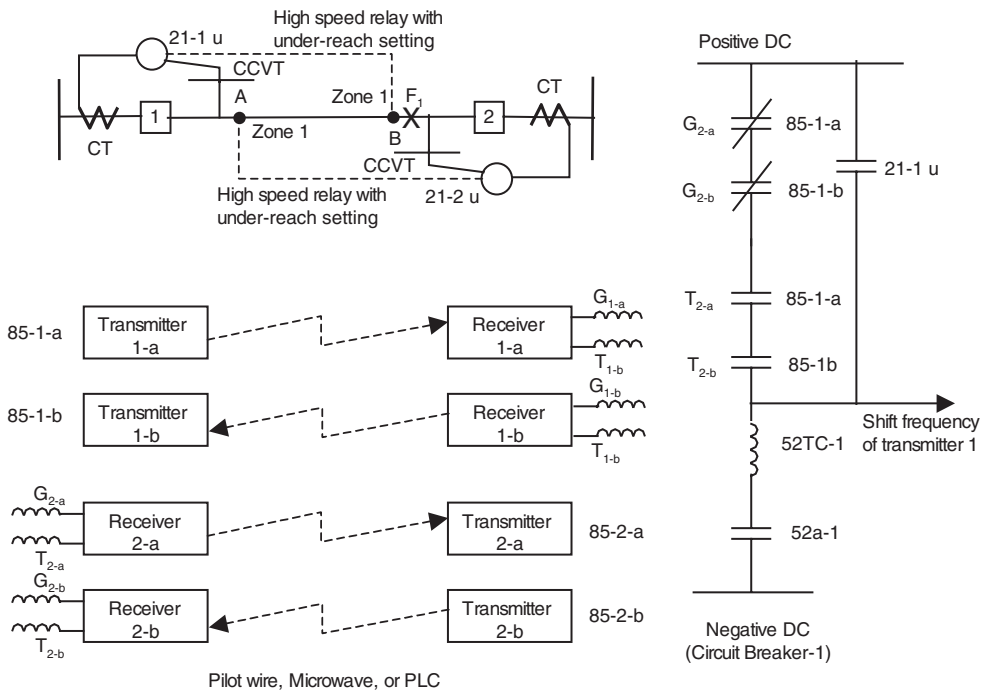 High speed relay with
under-reach setting
21-1 u
CCVT
A
Zone 1
F1
CT
1
2
Zone 1
B
CT
CCVT
High speed relay with
under-reach setting
21-2 u
85-1-a
Transmitter
1-a
Receiver
1-a
G1-a
T1-b
85-1-b
Transmitter
1-b
Receiver
1-b
G1-b
T1-b
G2-a
T2-a
Receiver
2-a
Transmitter
2-a
85-2-a
G2-b
T2-b
Receiver
2-b
Transmitter
2-b
85-2-b
Pilot wire, Microwave, or PLC
Positive DC
G2-a
85-1-a
G2-b
85-1-b
21-1 u
T2-a
85-1-a
T2-b
85-1b
Shift frequency
of transmitter 1
52TC-1
52a-1
Negative DC
(Circuit Breaker-1)